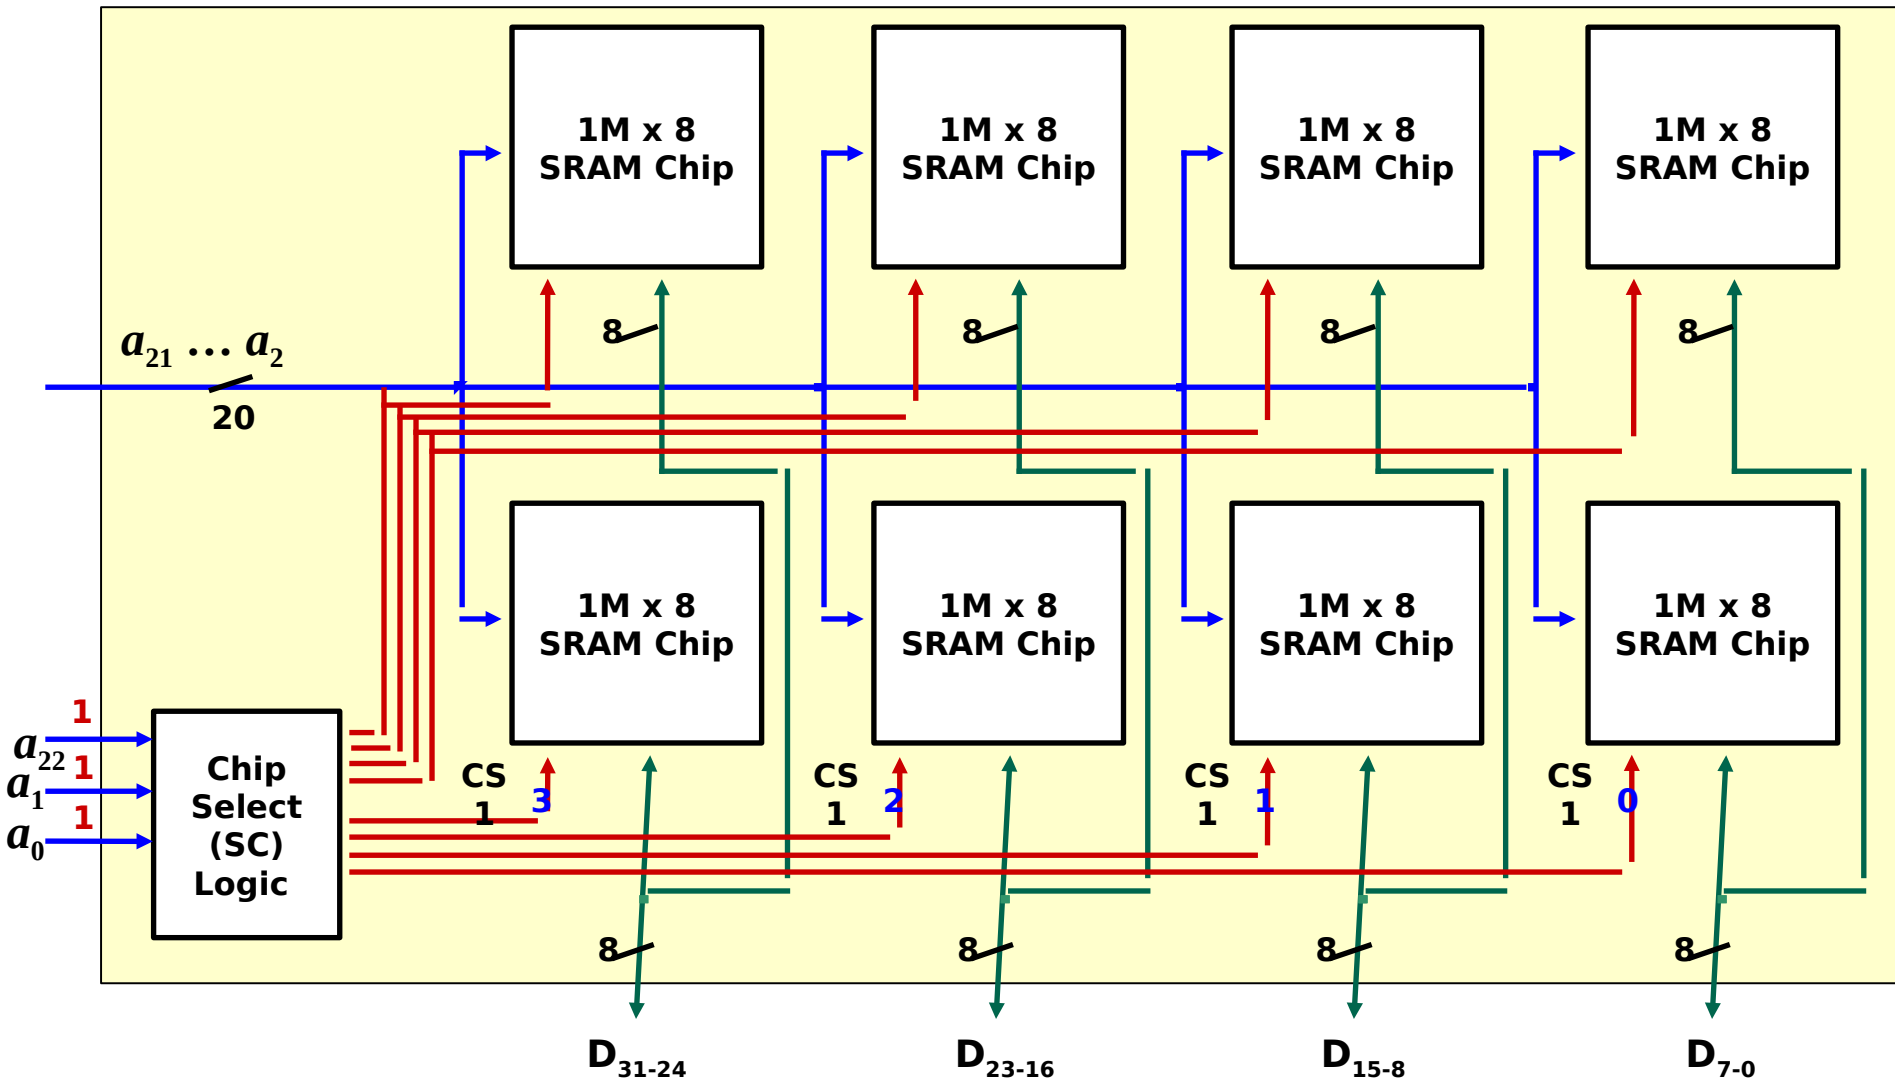 1M x 8
SRAM Chip
1M x 8
SRAM Chip
1M x 8
SRAM Chip
1M x 8
SRAM Chip
8
8
8
8
a21 … a2
20
1M x 8
SRAM Chip
1M x 8
SRAM Chip
1M x 8
SRAM Chip
1M x 8
SRAM Chip
1
a22
1
a1
1
a0
Chip
Select
(SC)
Logic
CS
1
3
CS
1
2
CS
1
1
CS
1
0
8
8
8
8
D31-24
D23-16
D15-8
D7-0